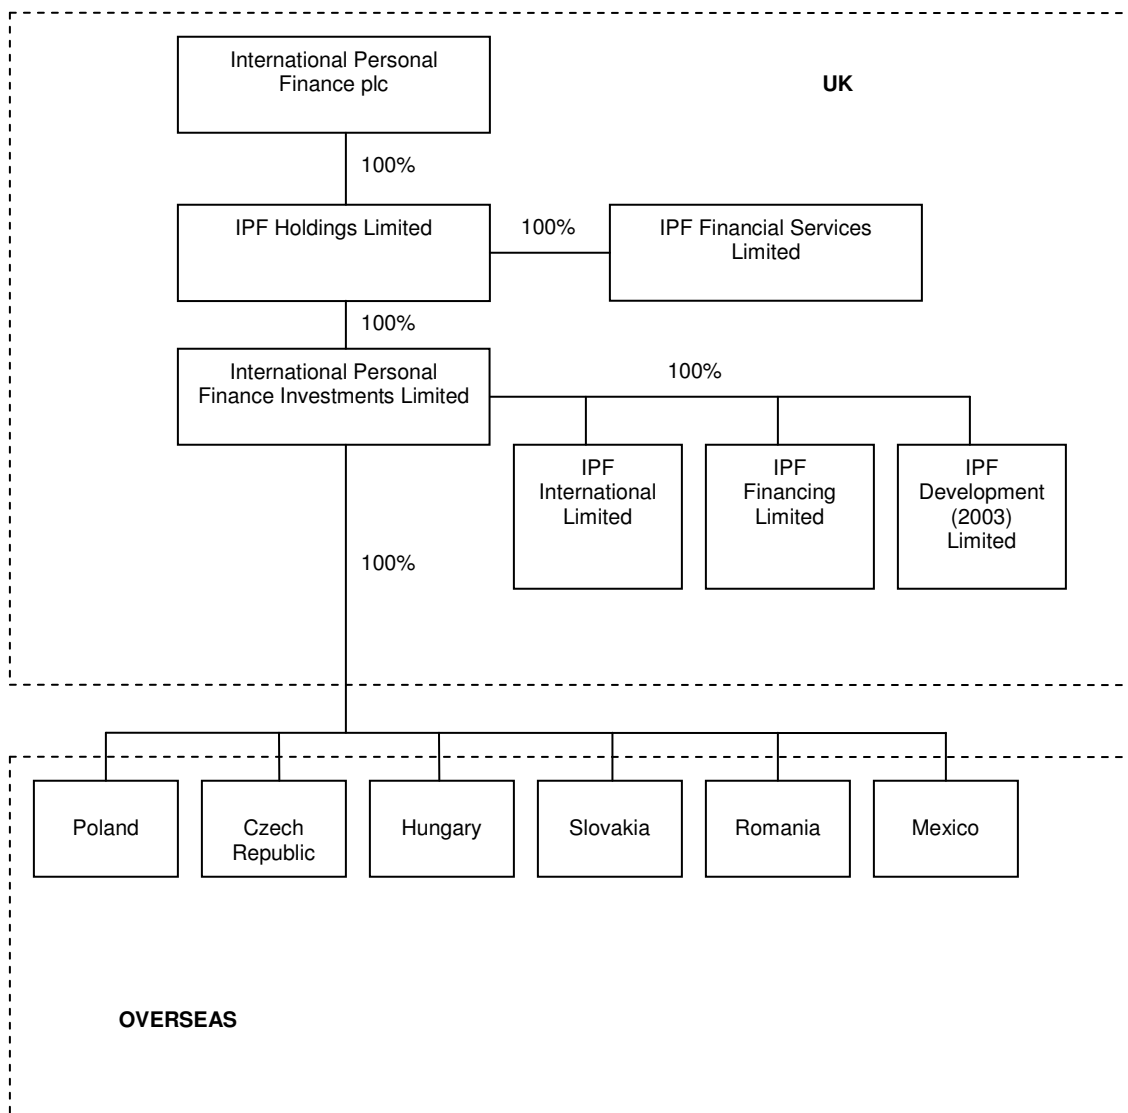 International Personal
Finance plc
UK
100%
IPF Holdings Limited
100%
IPF Financial Services
Limited
100%
International Personal
Finance Investments Limited
100%
IPF
International
Limited
IPF
Financing
Limited
IPF
Development
(2003)
Limited
100%
Poland
Czech
Republic
Hungary
Slovakia
Romania
Mexico
OVERSEAS